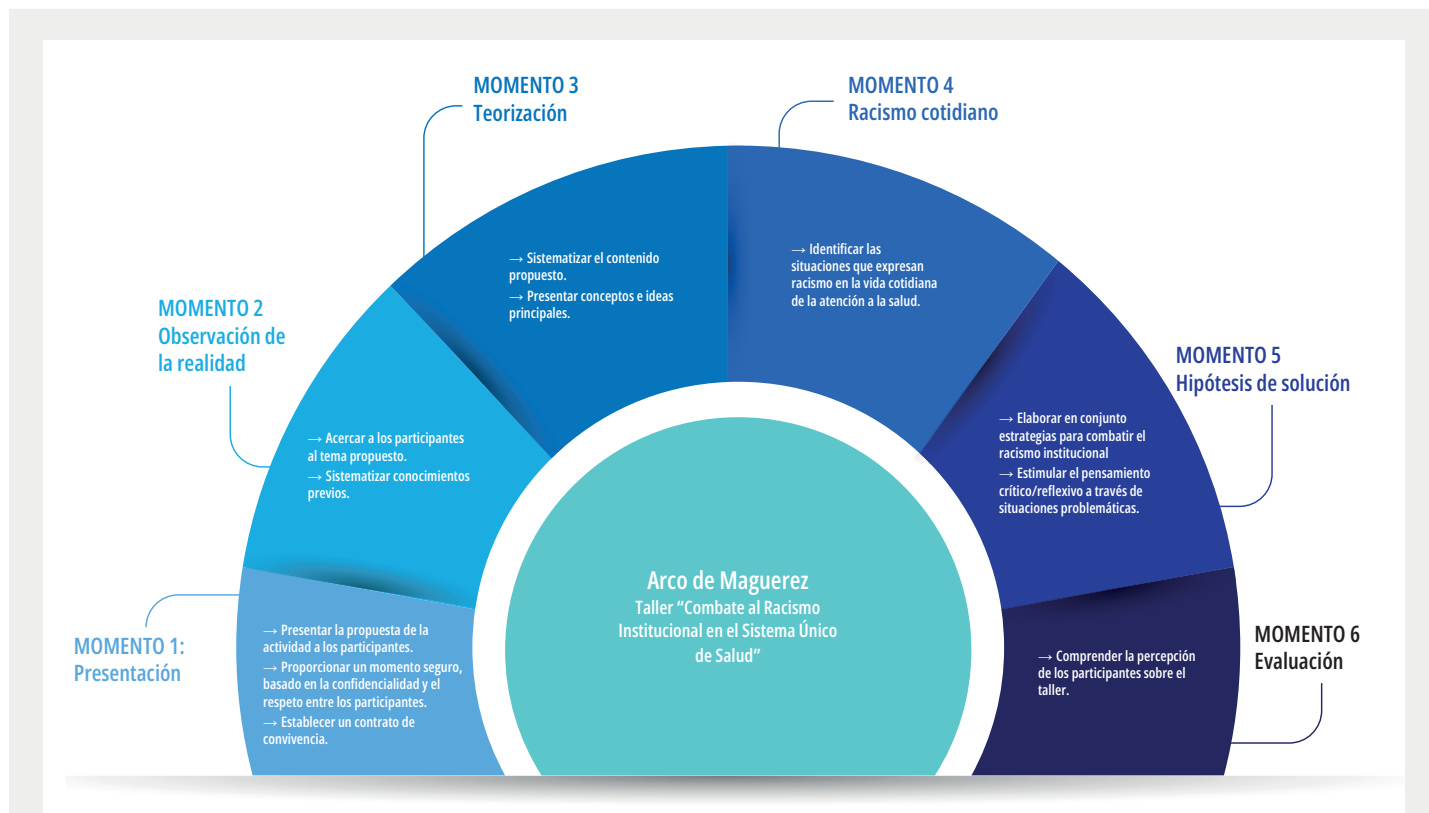 MOMENTO 1:
Presentación
→ Presentar la propuesta de la
actividad a los participantes.
→ Proporcionar un momento seguro,
basado en la confidencialidad y el
respeto entre los participantes.
→ Establecer un contrato de
convivencia.
MOMENTO 2
Observación de
la realidad
→ Acercar a los participantes
al tema propuesto.
→ Sistematizar conocimientos
previos.
MOMENTO 3
Teorización
→ Sistematizar el contenido
propuesto.
→ Presentar conceptos e ideas
principales.
MOMENTO 4
Racismo cotidiano
→ Identificar las
situaciones que expresan
racismo en la vida cotidiana
de la atención a la salud.
MOMENTO 5
Hipótesis de solución
→ Elaborar en conjunto
estrategias para combatir el
racismo institucional
→ Estimular el pensamiento
crítico/reflexivo a través de
situaciones problemáticas.
MOMENTO 6
Evaluación
→ Comprender la percepción
de los participantes sobre el
taller.
Arco de Maguerez
Taller “Combate al Racismo
Institucional en el Sistema Único
de Salud”